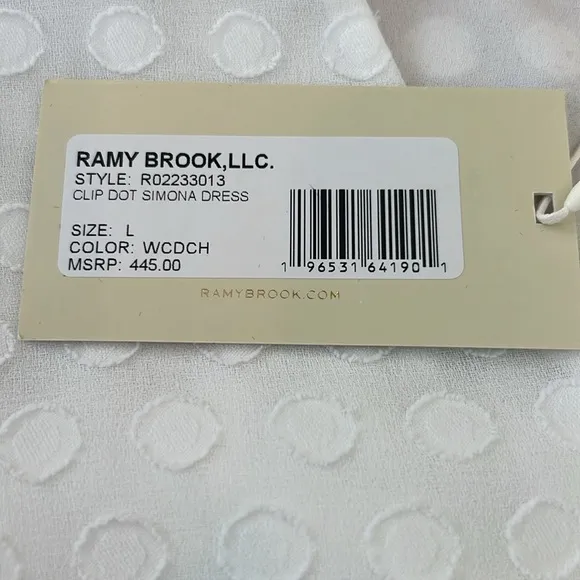 RAMY BROOK,LLC.
STYLE: R02233013
CLIP DOT SIMONA DRESS
SIZE: L
COLOR: WCDCH
MSRP: 445.00
1 96531 64190 1
RAMYBROOK.COM